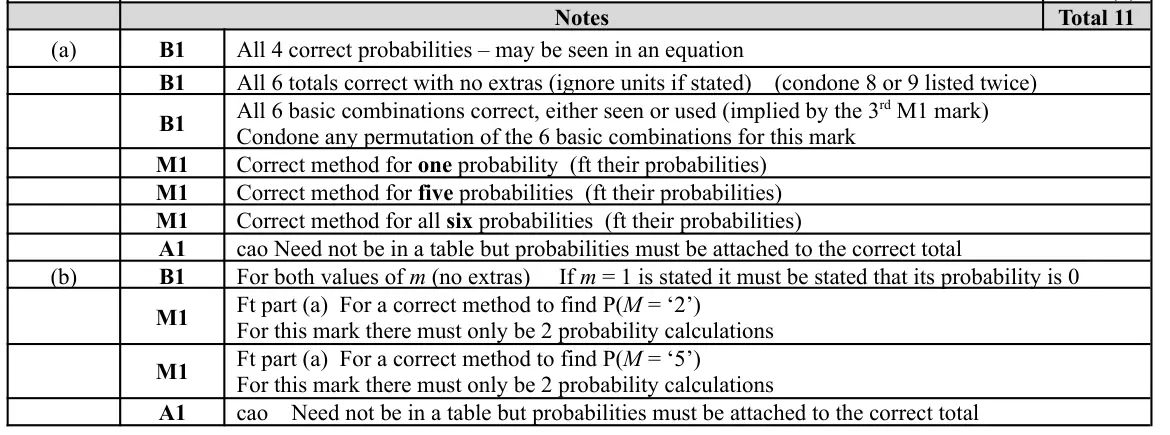 Notes Total 11
(a) B1 All 4 correct probabilities – may be seen in an equation
B1 All 6 totals correct with no extras (ignore units if stated) (condone 8 or 9 listed twice)
B1 All 6 basic combinations correct, either seen or used (implied by the 3rd M1 mark)
Condone any permutation of the 6 basic combinations for this mark
M1 Correct method for one probability (ft their probabilities)
M1 Correct method for five probabilities (ft their probabilities)
M1 Correct method for all six probabilities (ft their probabilities)
A1 cao Need not be in a table but probabilities must be attached to the correct total
(b) B1 For both values of m (no extras) If m = 1 is stated it must be stated that its probability is 0
M1 Ft part (a) For a correct method to find P(M = ‘2’)
For this mark there must only be 2 probability calculations
M1 Ft part (a) For a correct method to find P(M = ‘5’)
For this mark there must only be 2 probability calculations
A1 cao Need not be in a table but probabilities must be attached to the correct total